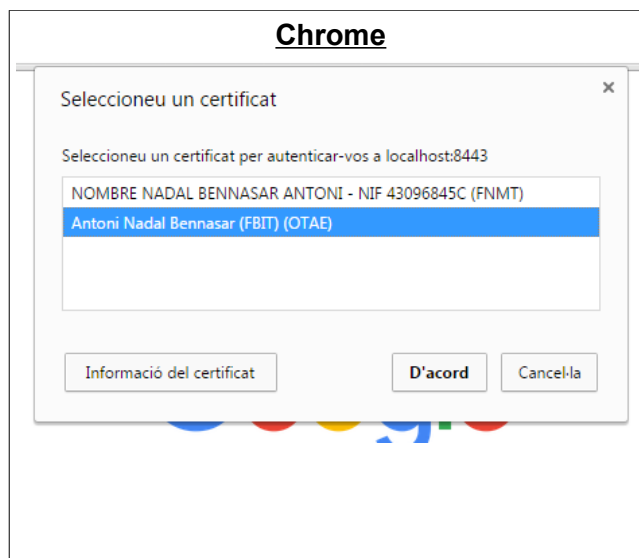 Chrome
Seleccioneu un certificat
Seleccioneu un certificat per autenticar-vos a localhost:8443
NOMBRE NADAL BENNASAR ANTONI - NIF 43096845C (FNMT)
Antoni Nadal Bennasar (FBIT) (OTAE)
Informació del certificat D'acord Cancel·la